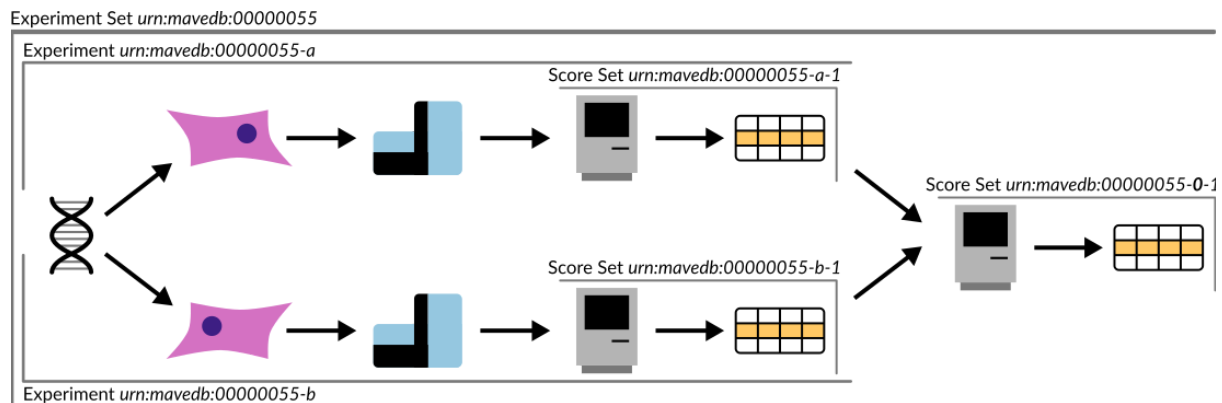 Experiment Set urn:mavedb:00000055
Experiment urn:mavedb:00000055-a
Score Set urn:mavedb:00000055-a-1
Score Set urn:mavedb:00000055-0-1
Score Set urn:mavedb:00000055-b-1
Experiment urn:mavedb:00000055-b